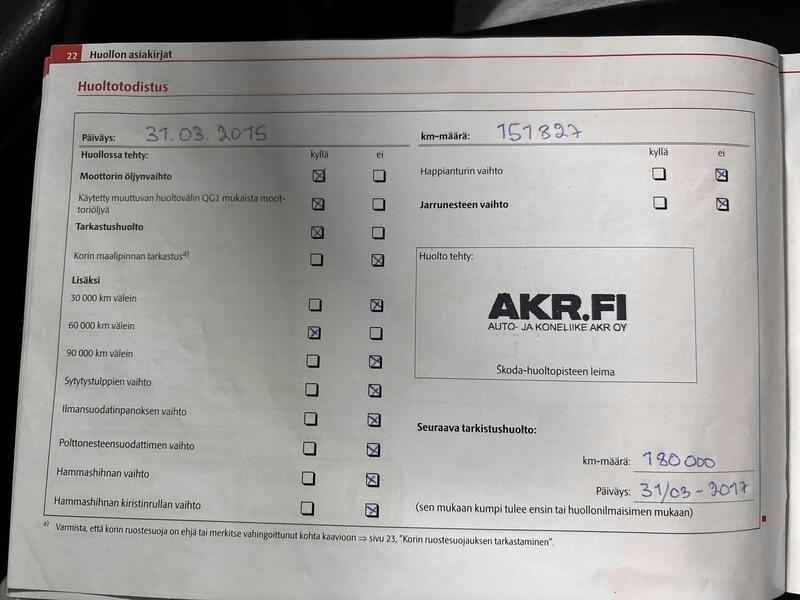 22 Huollon asiakirjat
Huoltotodistus
Päiväys: 31.03.2015
Huollossa tehty: kyllä ei
Moottorin öljynvaihto ☒ ☐
Käytetty muuttuvan huoltovälin QG1 mukaista moot-
toriöljyä ☒ ☐
Tarkastushuolto ☒ ☐
Korin maalipinnan tarkastus a) ☐ ☒
Lisäksi
30 000 km välein ☐ ☒
60 000 km välein ☒ ☐
90 000 km välein ☐ ☒
Sytytystulppien vaihto ☐ ☒
Ilmansuodatinpanoksen vaihto ☐ ☒
Polttonesteensuodattimen vaihto ☐ ☒
Hammashihnan vaihto ☐ ☒
Hammashihnan kiristinrullan vaihto ☐ ☒
km-määrä: 151827
kyllä ei
Happianturin vaihto ☐ ☒
Jarrunesteen vaihto ☐ ☒
Huolto tehty:
AKR.FI
AUTO- JA KONELIIKE AKR OY
Škoda-huoltopisteen leima
Seuraava tarkistushuolto:
km-määrä: 180000
Päiväys: 31/03-2017
(sen mukaan kumpi tulee ensin tai huollonilmaisimen mukaan)
a) Varmista, että korin ruostesuoja on ehjä tai merkitse vahingoittunut kohta kaavioon ⇒ sivu 23, "Korin ruostesuojauksen tarkastaminen".